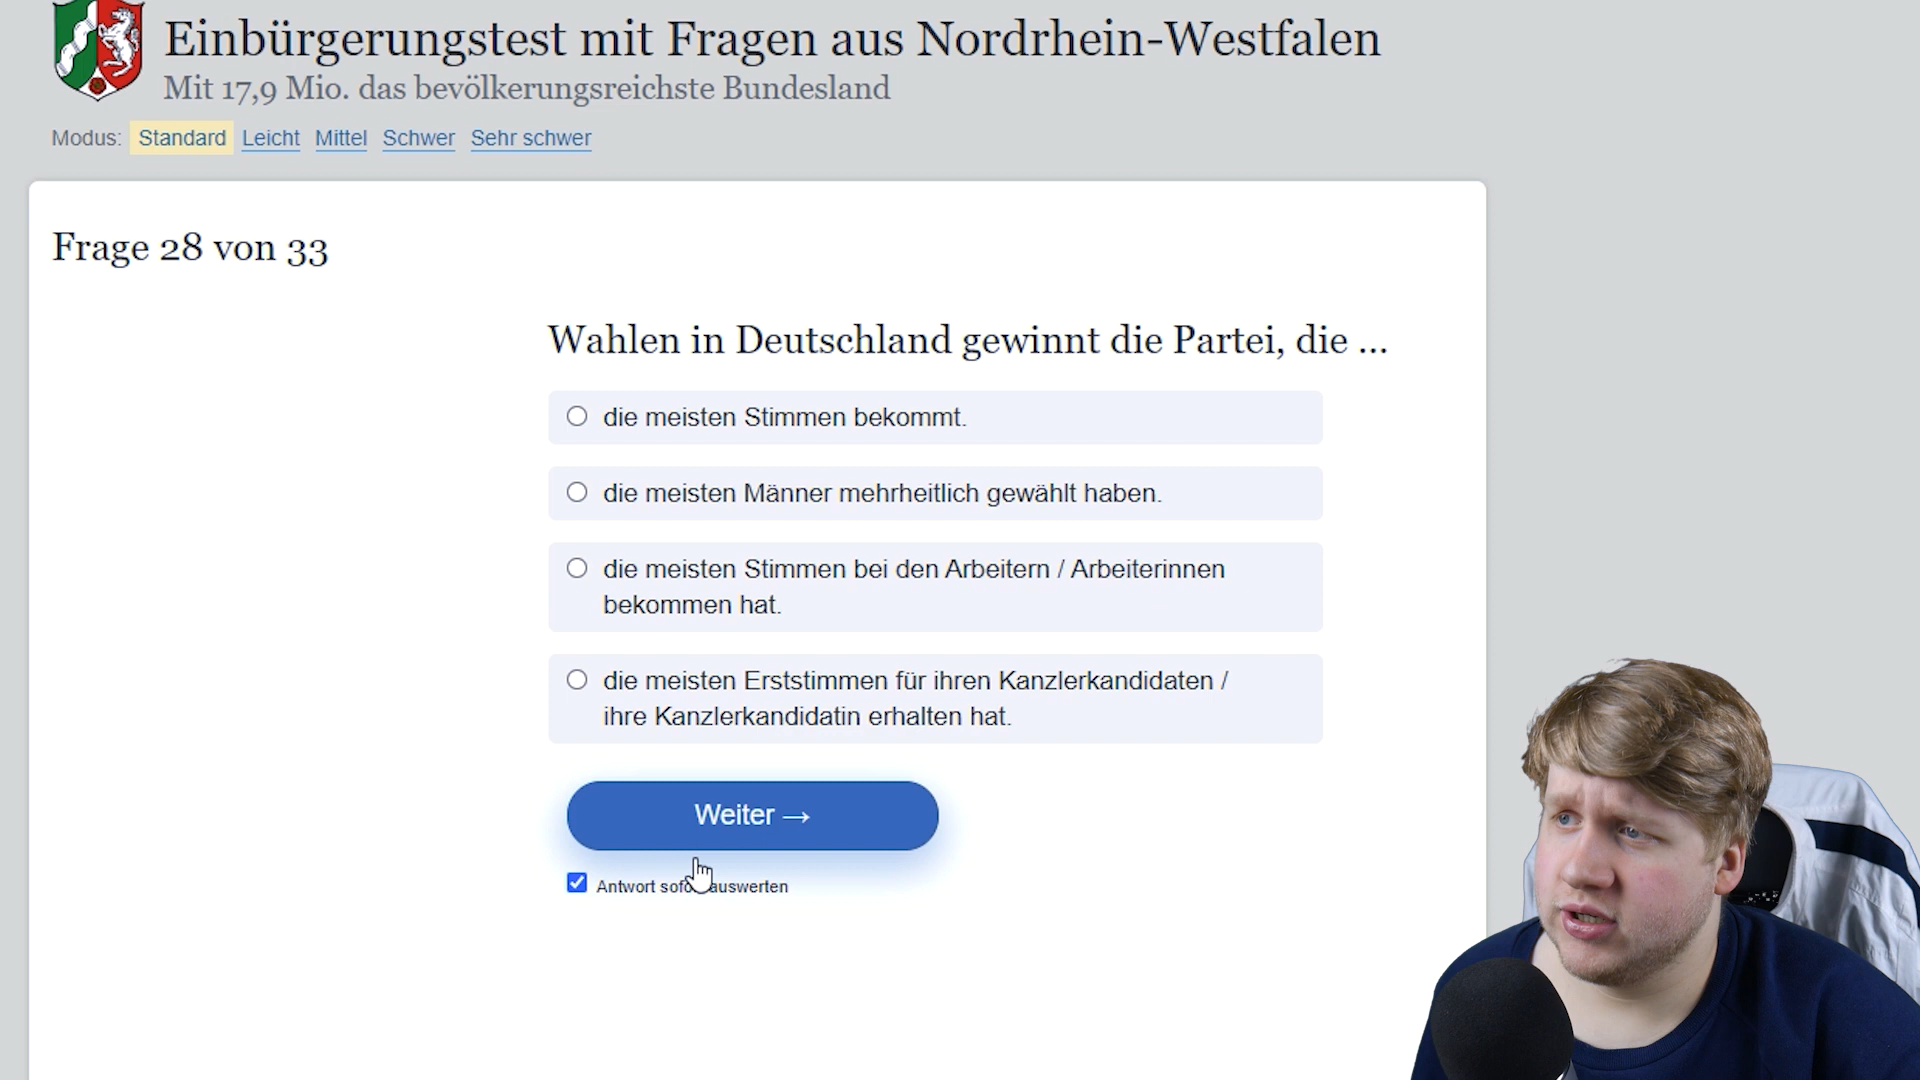 Einbürgerungstest mit Fragen aus Nordrhein-Westfalen
Mit 17,9 Mio. das bevölkerungsreichste Bundesland
Modus: Standard Leicht Mittel Schwer Sehr schwer
Frage 28 von 33
Wahlen in Deutschland gewinnt die Partei, die ...
die meisten Stimmen bekommt.
die meisten Männer mehrheitlich gewählt haben.
die meisten Stimmen bei den Arbeitern / Arbeiterinnen
bekommen hat.
die meisten Erststimmen für ihren Kanzlerkandidaten /
ihre Kanzlerkandidatin erhalten hat.
Weiter →
Antwort auswerten